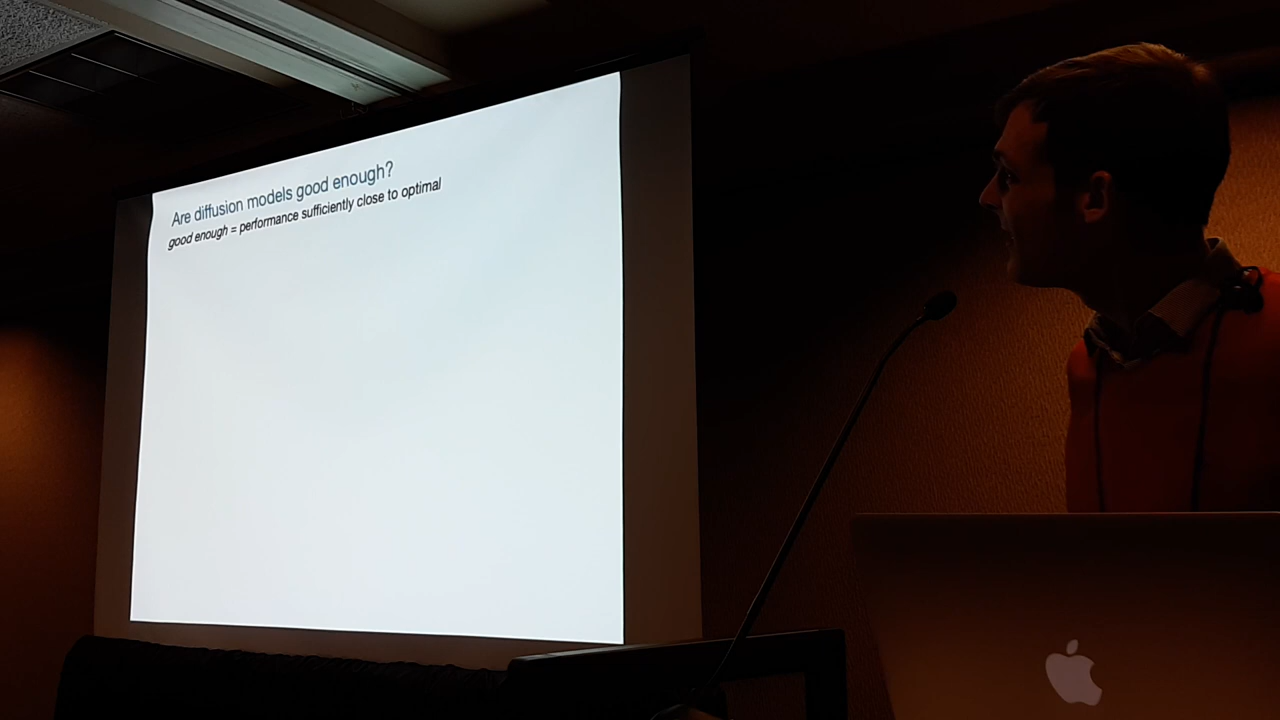 Are diffusion models good enough?
good enough = performance sufficiently close to optimal